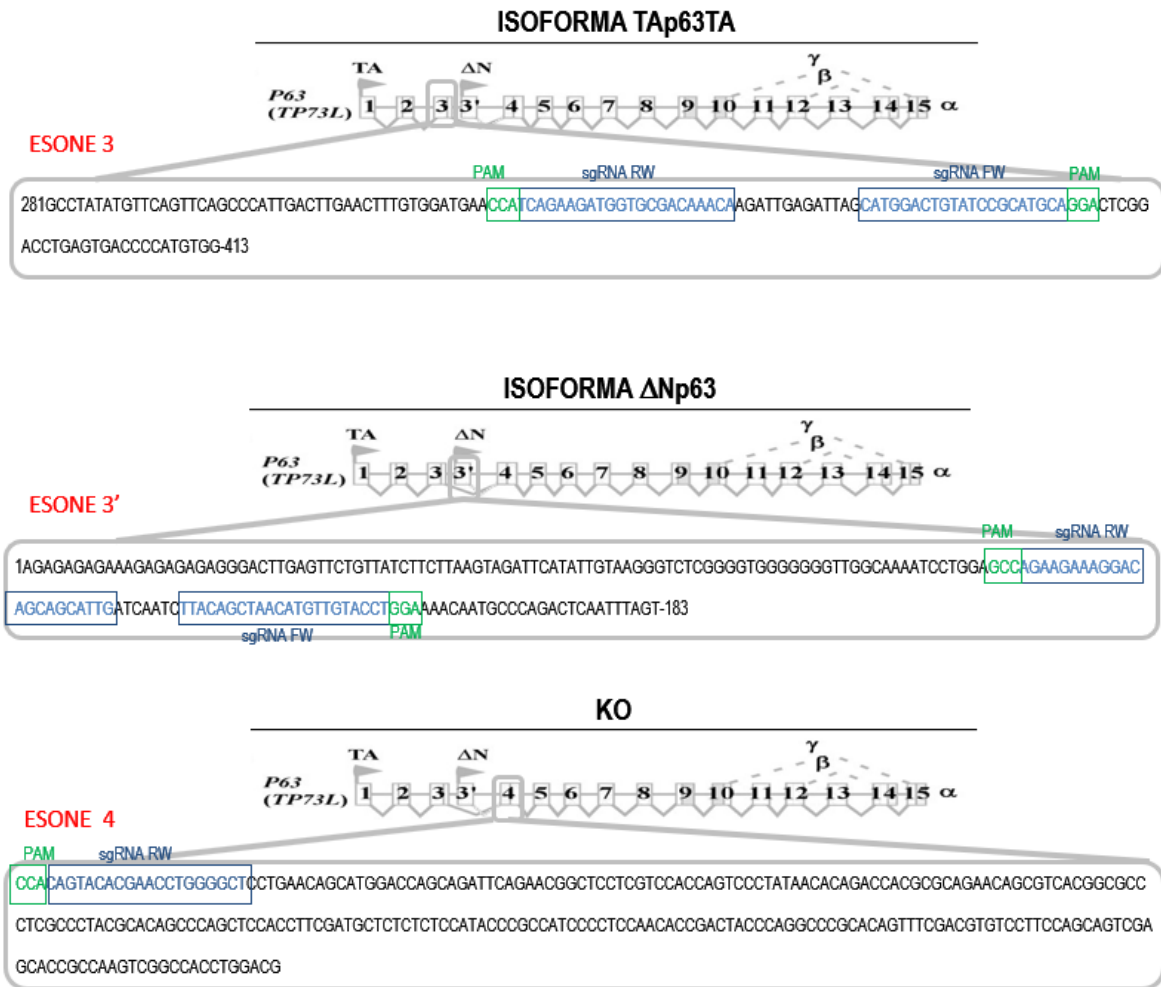 ISOFORMA TAp63TA
TA ΔN γ
β
P63
(TP73L) 1 2 3 3' 4 5 6 7 8 9 10 11 12 13 14 15 α
ESONE 3
PAM sgRNA RW sgRNA FW PAM
281GCCTATATGTTCAGTTCAGCCCATTGACTTGAACTTTGTGGATGAACCATCAGAAGATGGTGCGACAAACAAGATTGAGATTAGCATGGACTGTATCCGCATGCAGGACTCGG
ACCTGAGTGACCCCATGTGG-413
ISOFORMA ΔNp63
TA ΔN γ
β
P63
(TP73L) 1 2 3 3' 4 5 6 7 8 9 10 11 12 13 14 15 α
ESONE 3'
PAM sgRNA RW
1AGAGAGAGAAAGAGAGAGAGGGACTTGAGTTCTGTTATCTTCTTAAGTAGATTCATATTGTAAGGGTCTCGGGGTGGGGGGGTTGGCAAAATCCTGGAGCCAGAAGAAAGGAC
AGCAGCATTGATCAATCTTACAGCTAACATGTTGTACCTGGAAAACAATGCCCAGACTCAATTTAGT-183
sgRNA FW PAM
KO
TA ΔN γ
β
P63
(TP73L) 1 2 3 3' 4 5 6 7 8 9 10 11 12 13 14 15 α
ESONE 4
PAM sgRNA RW
CCACAGTACACGAACCTGGGGCTCCTGAACAGCATGGACCAGCAGATTCAGAACGGCTCCTCGTCCACCAGTCCCTATAACACAGACCACGCGCAGAACAGCGTCACGGCGCC
CTCGCCCTACGCACAGCCCAGCTCCACCTTCGATGCTCTCTCTCCATACCCGCCATCCCCTCCAACACCGACTACCCAGGCCCGCACAGTTTCGACGTGTCCTTCCAGCAGTCGA
GCACCGCCAAGTCGGCCACCTGGACG